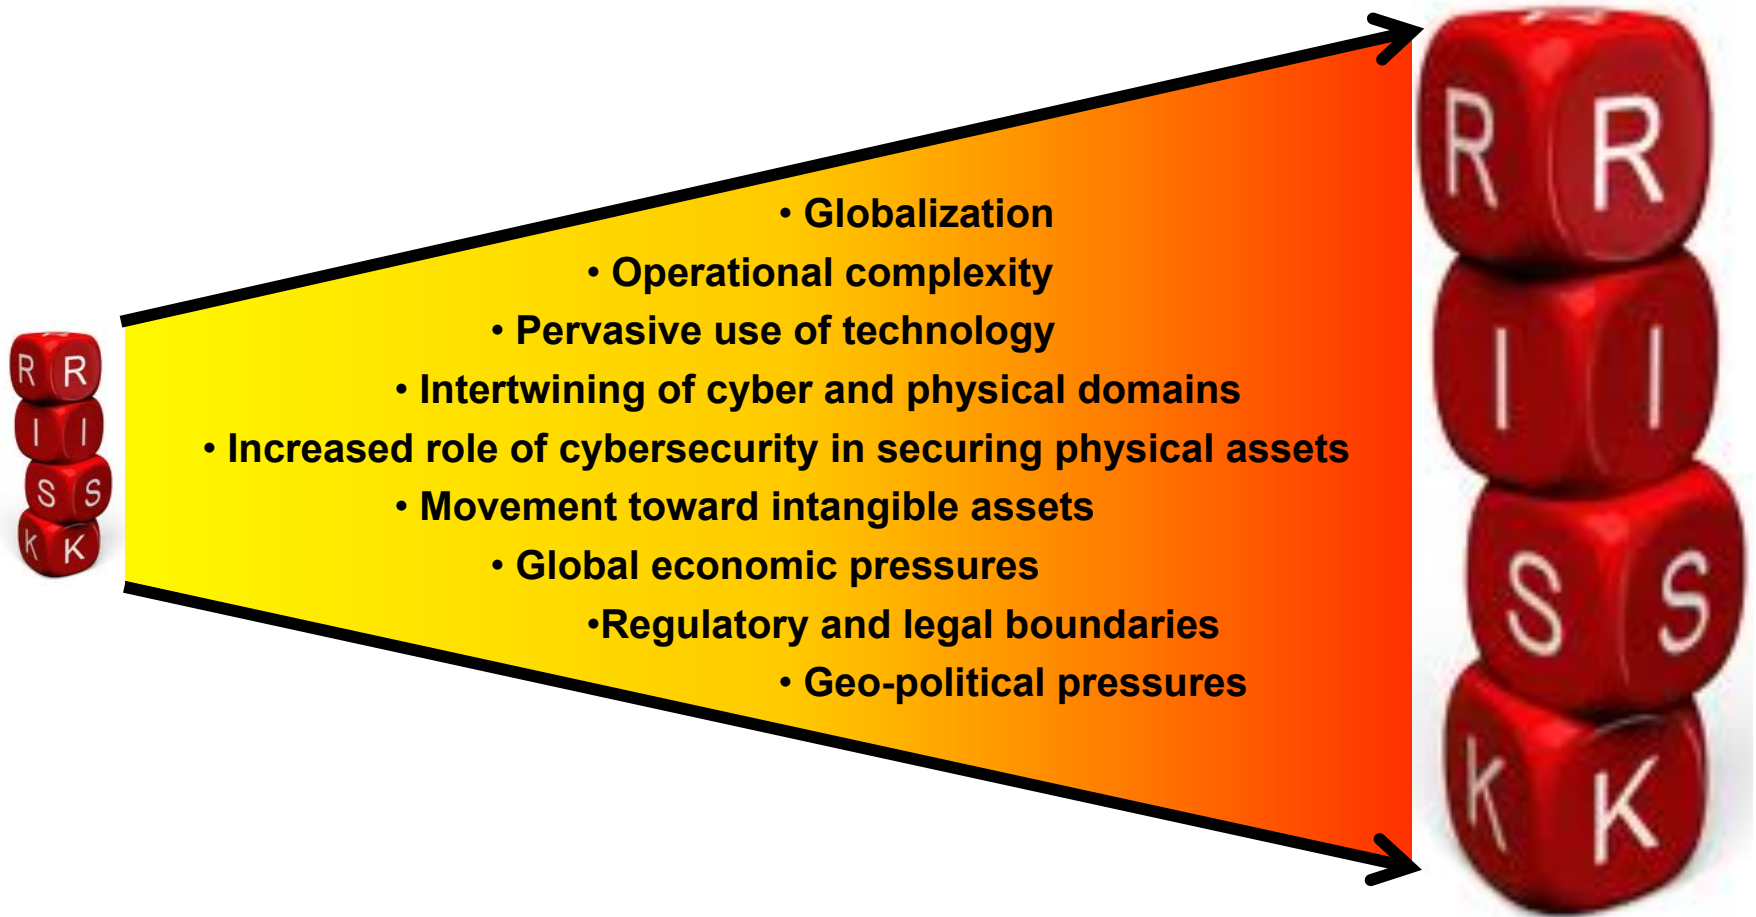 R R
I I
S S
K K
• Globalization
• Operational complexity
• Pervasive use of technology
• Intertwining of cyber and physical domains
• Increased role of cybersecurity in securing physical assets
• Movement toward intangible assets
• Global economic pressures
•Regulatory and legal boundaries
• Geo-political pressures
R R
I I
S S
K K